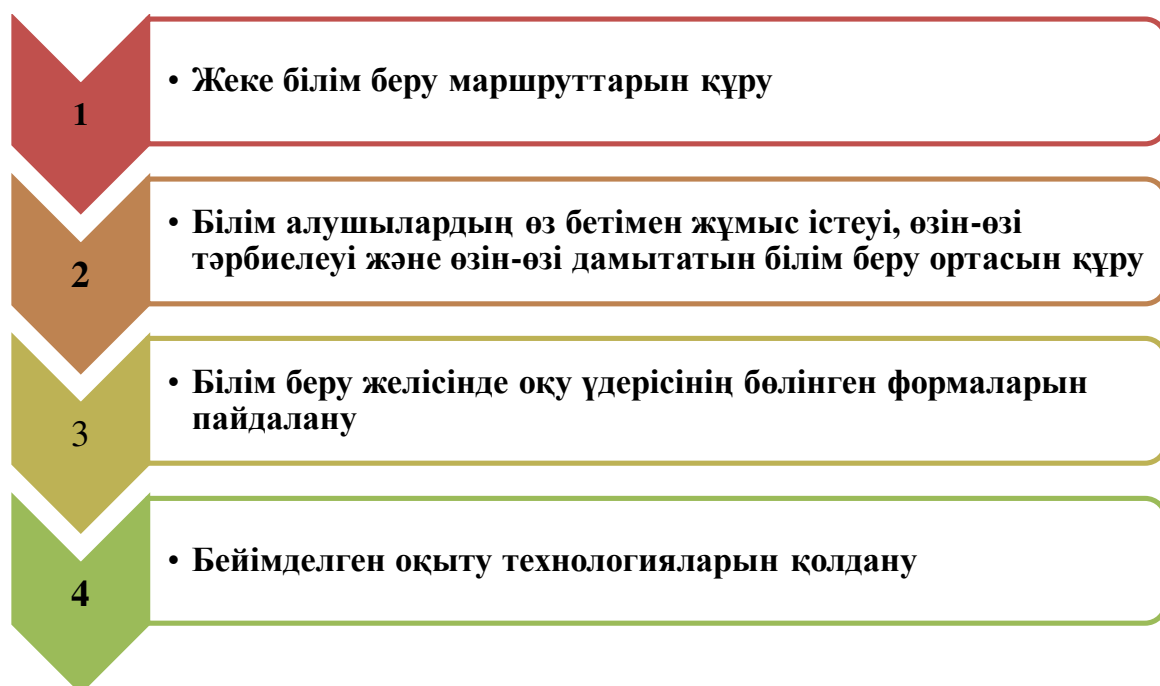 1
• Жеке білім беру маршруттарын құру
2
• Білім алушылардың өз бетімен жұмыс істеуі, өзін-өзі
тәрбиелеуі және өзін-өзі дамытатын білім беру ортасын құру
3
• Білім беру желісінде оқу үдерісінің бөлінген формаларын
пайдалану
4
• Бейімделген оқыту технологияларын қолдану